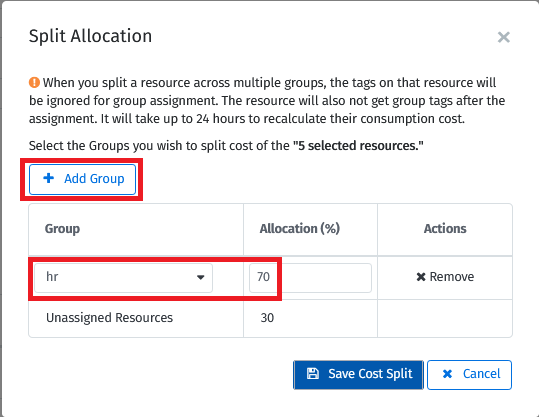 Split Allocation
When you split a resource across multiple groups, the tags on that resource will
be ignored for group assignment. The resource will also not get group tags after the
assignment. It will take up to 24 hours to recalculate their consumption cost.
Select the Groups you wish to split cost of the "5 selected resources."
Add Group
Group Allocation (%) Actions
hr 70 Remove
Unassigned Resources 30
Save Cost Split Cancel